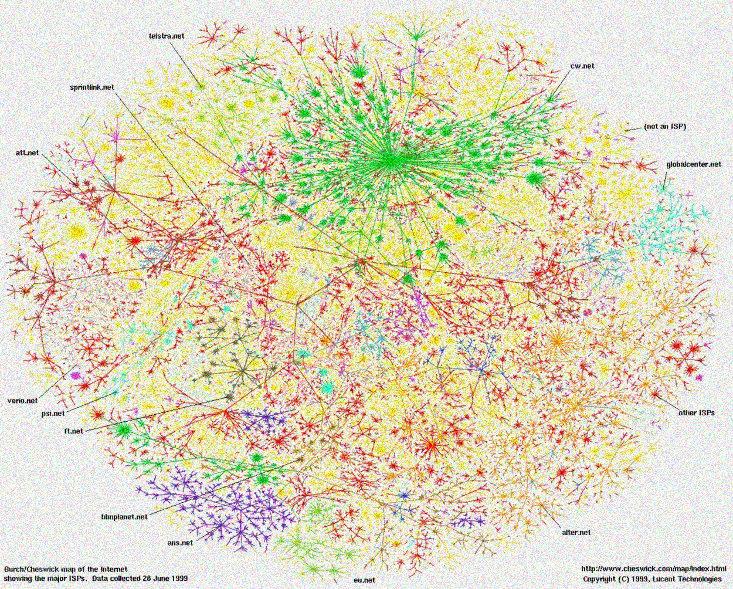 telstra.net
cw.net
sprintlink.net
(not an ISP)
att.net
globalcenter.net
verio.net
psi.net
other ISPs
ft.net
bbnplanet.net
alter.net
ans.net
Burch/Cheswick map of the Internet
showing the major ISPs. Data collected 28 June 1999
eu.net
http://www.cheswick.com/map/index.html
Copyright (C) 1999, Lucent Technologies